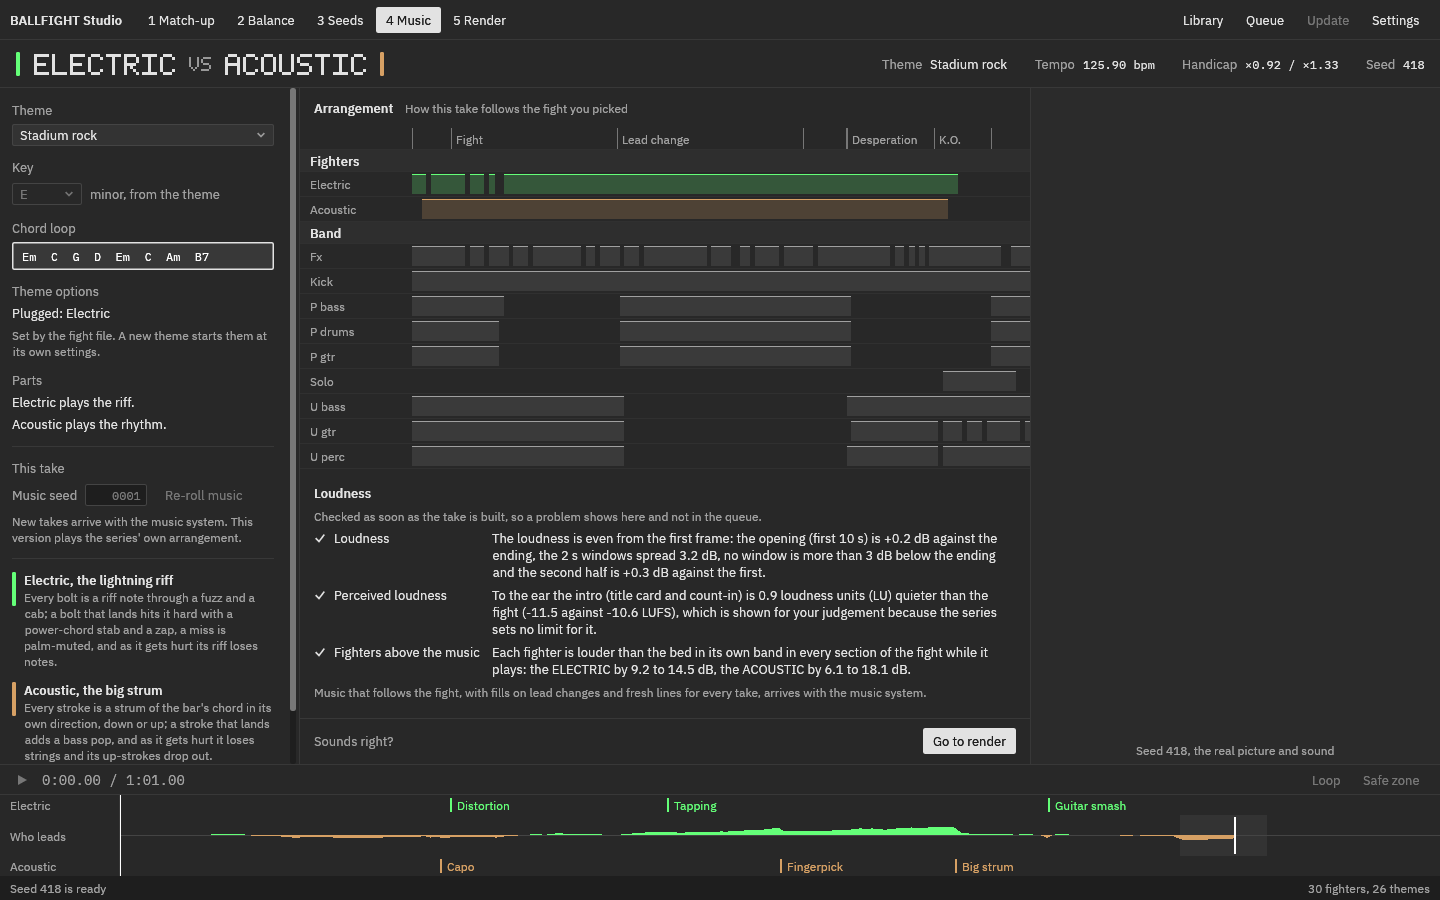 BALLFIGHT Studio 1 Match-up 2 Balance 3 Seeds 4 Music 5 Render Library Queue Update Settings
ELECTRIC VS ACOUSTIC Theme Stadium rock Tempo 125.90 bpm Handicap ×0.92 / ×1.33 Seed 418
Theme
Stadium rock
Key
E minor, from the theme
Chord loop
Em C G D Em C Am B7
Theme options
Plugged: Electric
Set by the fight file. A new theme starts them at
its own settings.
Parts
Electric plays the riff.
Acoustic plays the rhythm.
This take
Music seed 0001 Re-roll music
New takes arrive with the music system. This
version plays the series' own arrangement.
Electric, the lightning riff
Every bolt is a riff note through a fuzz and a
cab; a bolt that lands hits it hard with a
power-chord stab and a zap, a miss is
palm-muted, and as it gets hurt its riff loses
notes.
Acoustic, the big strum
Every stroke is a strum of the bar's chord in its
own direction, down or up; a stroke that lands
adds a bass pop, and as it gets hurt it loses
strings and its up-strokes drop out.
Arrangement How this take follows the fight you picked
Fight Lead change Desperation K.O.
Fighters
Electric
Acoustic
Band
Fx
Kick
P bass
P drums
P gtr
Solo
U bass
U gtr
U perc
Loudness
Checked as soon as the take is built, so a problem shows here and not in the queue.
Loudness The loudness is even from the first frame: the opening (first 10 s) is +0.2 dB against the
ending, the 2 s windows spread 3.2 dB, no window is more than 3 dB below the ending
and the second half is +0.3 dB against the first.
Perceived loudness To the ear the intro (title card and count-in) is 0.9 loudness units (LU) quieter than the
fight (-11.5 against -10.6 LUFS), which is shown for your judgement because the series
sets no limit for it.
Fighters above the music Each fighter is louder than the bed in its own band in every section of the fight while it
plays: the ELECTRIC by 9.2 to 14.5 dB, the ACOUSTIC by 6.1 to 18.1 dB.
Music that follows the fight, with fills on lead changes and fresh lines for every take, arrives with the music system.
Sounds right? Go to render
Seed 418, the real picture and sound
0:00.00 / 1:01.00 Loop Safe zone
Electric Distortion Tapping Guitar smash
Who leads
Acoustic Capo Fingerpick Big strum
Seed 418 is ready 30 fighters, 26 themes